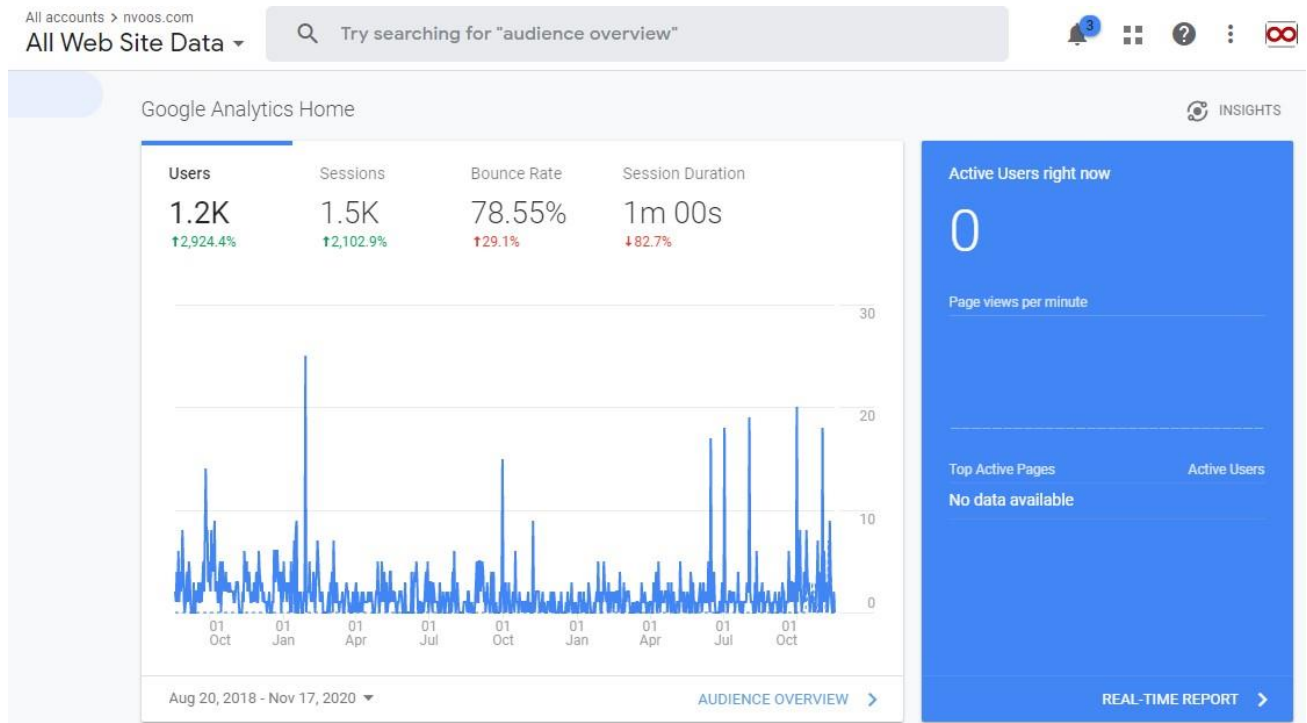 All accounts > nvoos.com
All Web Site Data
Try searching for "audience overview"
3
Google Analytics Home
INSIGHTS
Users Sessions Bounce Rate Session Duration
1.2K 1.5K 78.55% 1m 00s
↑2,924.4% ↑2,102.9% ↑29.1% ↓82.7%
30
20
10
0
01 01 01 01 01 01 01 01 01
Oct Jan Apr Jul Oct Jan Apr Jul Oct
Aug 20, 2018 - Nov 17, 2020
AUDIENCE OVERVIEW >
Active Users right now
0
Page views per minute
Top Active Pages Active Users
No data available
REAL-TIME REPORT >